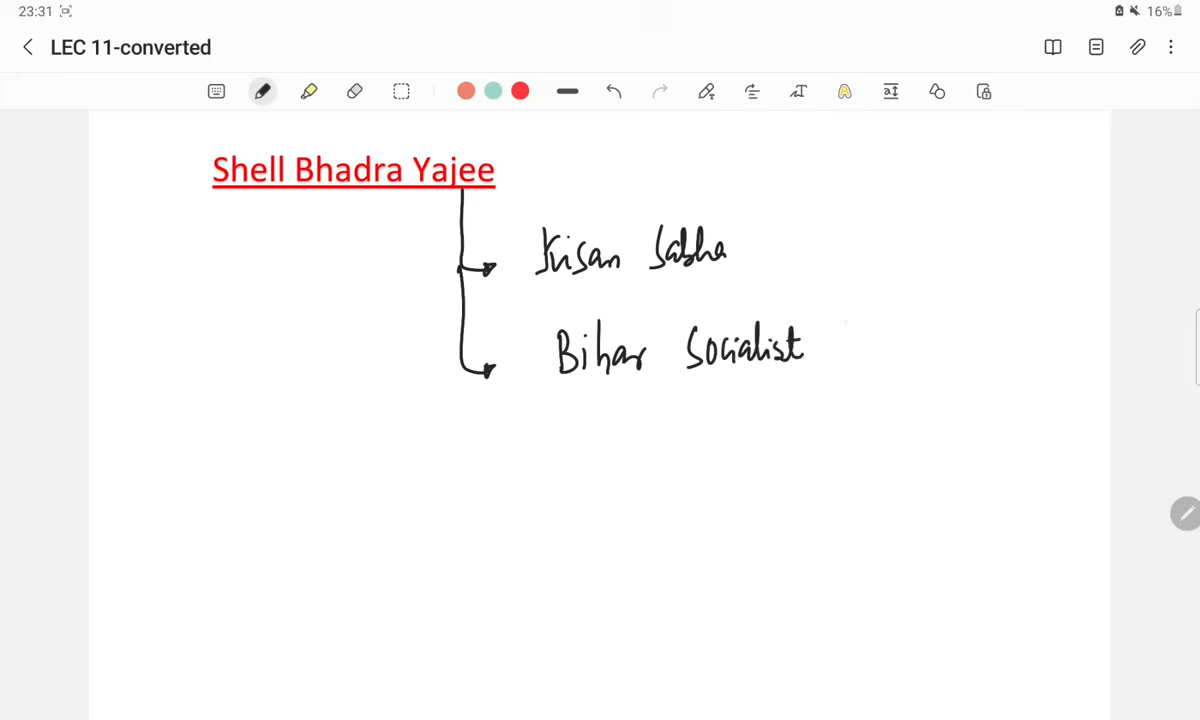 23:31
16%
LEC 11-converted
Shell Bhadra Yajee
Kisan Sabha
Bihar Socialist